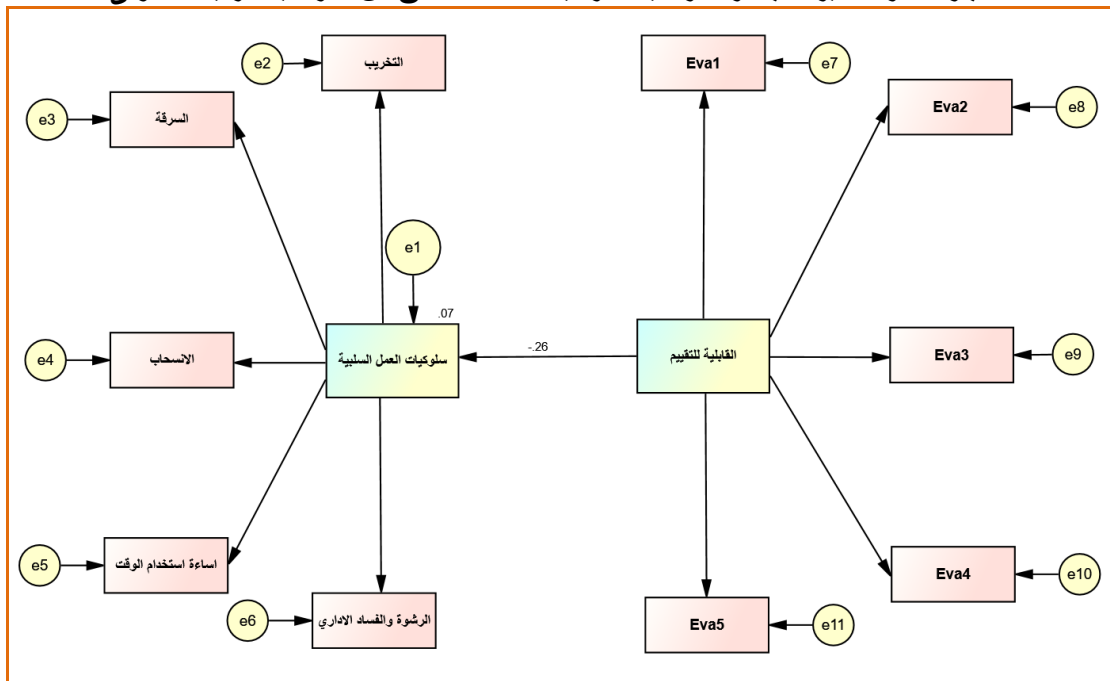 التخريب
e2
السرقة
e3
e1
.07
سلوكيات العمل السلبية
-.26
القابلية للتقييم
الانسحاب
e4
اساءة استخدام الوقت
e5
الرشوة والفساد الاداري
e6
Eva1
e7
Eva2
e8
Eva3
e9
Eva4
e10
Eva5
e11